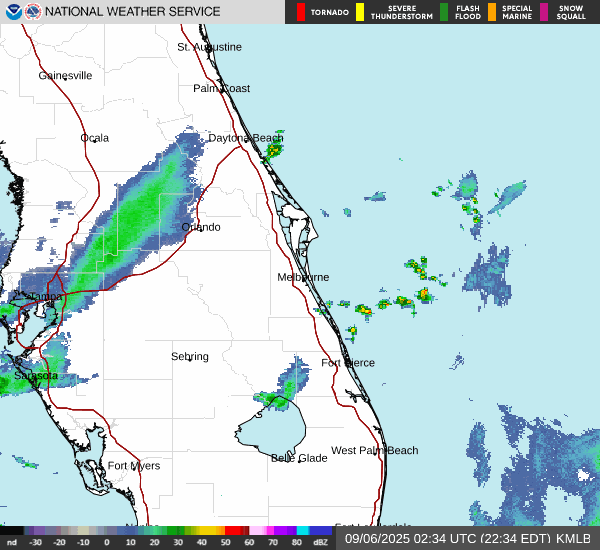 NATIONAL WEATHER SERVICE
TORNADO
SEVERE THUNDERSTORM
FLASH FLOOD
SPECIAL MARINE
SNOW SQUALL
St. Augustine
Gainesville
Palm Coast
Ocala
Daytona Beach
Orlando
Melbourne
Tampa
Sebring
Fort Pierce
Sarasota
West Palm Beach
Belle Glade
Fort Myers
nd -30 -20 -10 0 10 20 30 40 50 60 70 80 dBZ
09/06/2025 02:34 UTC (22:34 EDT) KMLB